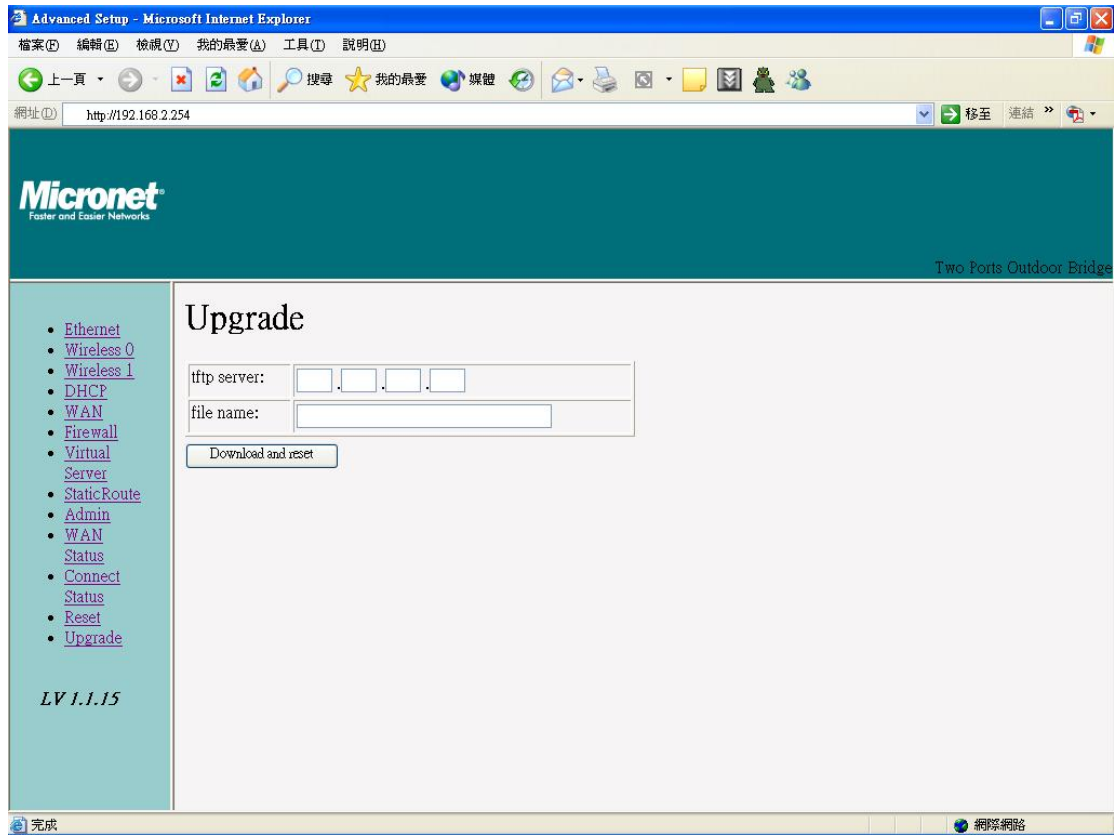 Advanced Setup - Microsoft Internet Explorer
檔案(F) 編輯(E) 檢視(V) 我的最愛(A) 工具(T) 說明(H)
上一頁 搜尋 我的最愛 媒體
網址(D) http://192.168.2.254 移至 連結 »
Micronet®
Faster and Easier Networks
Two Ports Outdoor Bridge
Ethernet
Wireless 0
Wireless 1
DHCP
WAN
Firewall
Virtual
Server
StaticRoute
Admin
WAN
Status
Connect
Status
Reset
Upgrade
LV 1.1.15
Upgrade
tftp server: . . .
file name:
Download and reset
完成 網際網路